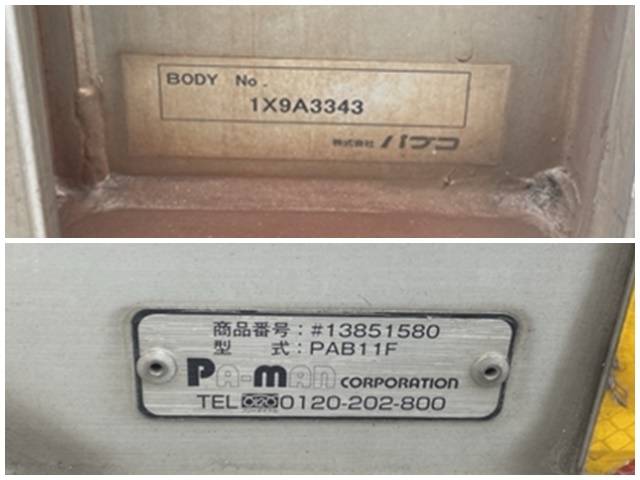 BODY No.
1X9A3343
株式会社 パブコ
商品番号：#13851580
型 式：PAB11F
PA-MAN CORPORATION
TEL 0120-202-800